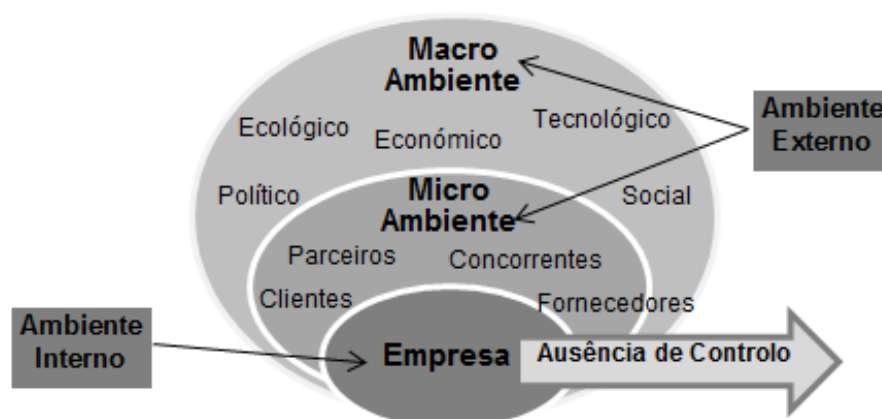 Macro
Ambiente
Ecológico
Económico
Tecnológico
Ambiente
Externo
Político
Micro
Ambiente
Social
Parceiros
Concorrentes
Clientes
Fornecedores
Ambiente
Interno
Empresa
Ausência de Controlo